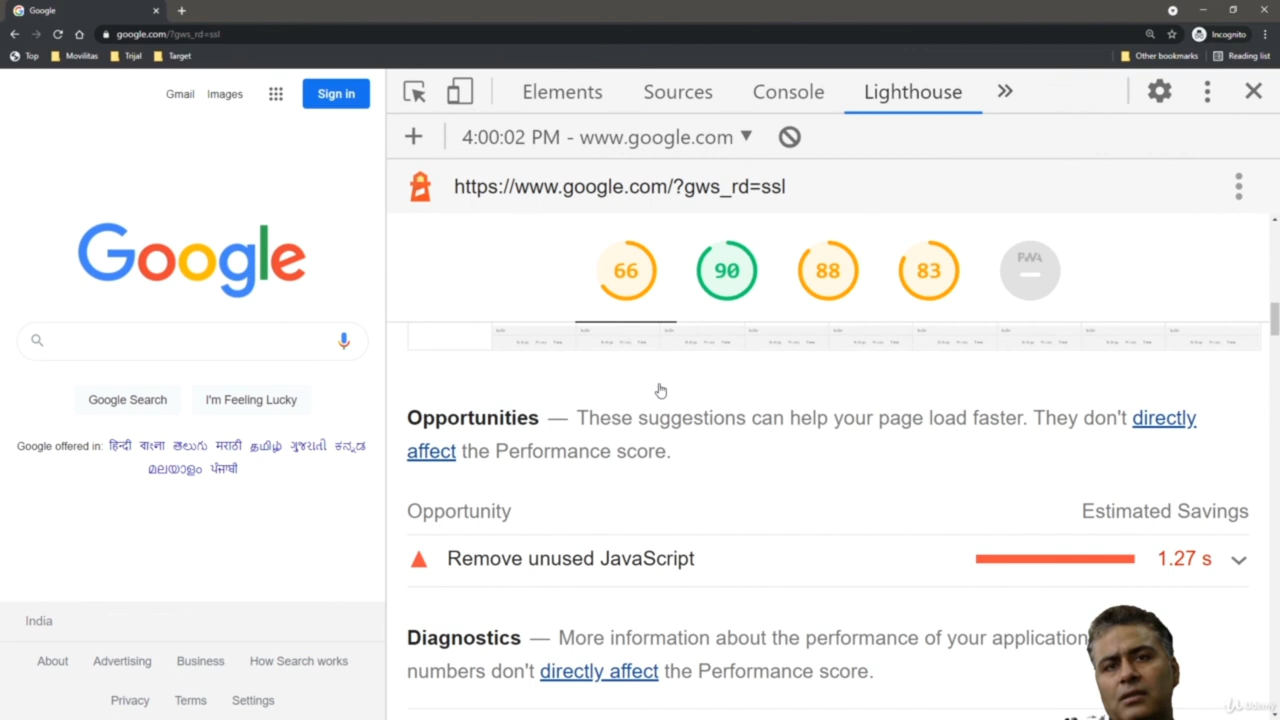 Google
google.com/?gws_rd=ssl
Incognito
Top Movilitas Trijal Target Other bookmarks Reading list
Gmail Images Sign in
Google
Google Search I'm Feeling Lucky
Google offered in: हिन्दी বাংলা తెలుగు मराठी தமிழ் ગુજરાતી ಕನ್ನಡ
മലയാളം ਪੰਜਾਬੀ
India
About Advertising Business How Search works
Privacy Terms Settings
Elements Sources Console Lighthouse
4:00:02 PM - www.google.com
https://www.google.com/?gws_rd=ssl
66 90 88 83 PWA
Opportunities — These suggestions can help your page load faster. They don't directly
affect the Performance score.
Opportunity Estimated Savings
Remove unused JavaScript 1.27 s
Diagnostics — More information about the performance of your application
numbers don't directly affect the Performance score.
Udemy